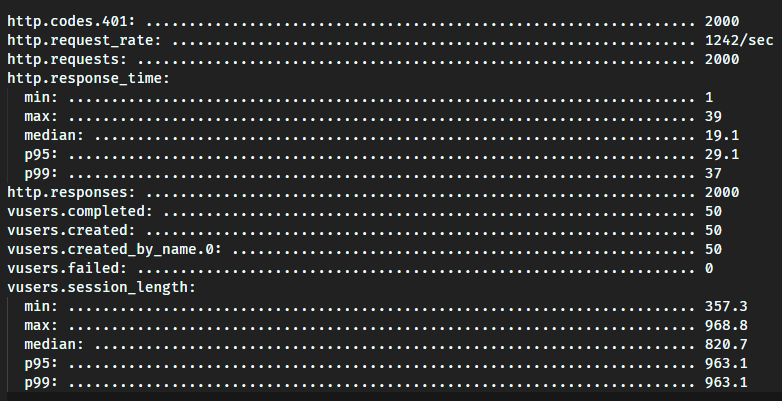 http.codes.401: ................................................................ 2000
http.request_rate: ............................................................. 1242/sec
http.requests: ................................................................. 2000
http.response_time:
  min: ......................................................................... 1
  max: ......................................................................... 39
  median: ...................................................................... 19.1
  p95: ......................................................................... 29.1
  p99: ......................................................................... 37
http.responses: ................................................................ 2000
vusers.completed: .............................................................. 50
vusers.created: ................................................................ 50
vusers.created_by_name.0: ...................................................... 50
vusers.failed: ................................................................. 0
vusers.session_length:
  min: ......................................................................... 357.3
  max: ......................................................................... 968.8
  median: ...................................................................... 820.7
  p95: ......................................................................... 963.1
  p99: ......................................................................... 963.1